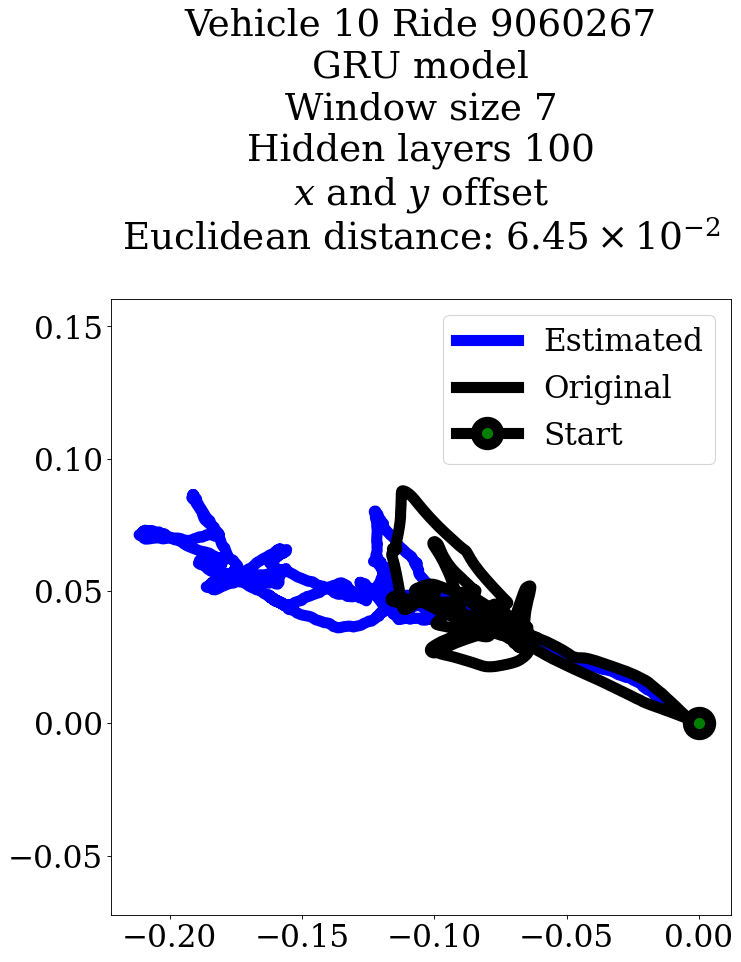 Vehicle 10 Ride 9060267
GRU model
Window size 7
Hidden layers 100
x and y offset
Euclidean distance: 6.45 × 10⁻²
Estimated
Original
Start
0.15
0.10
0.05
0.00
−0.05
−0.20 −0.15 −0.10 −0.05 0.00